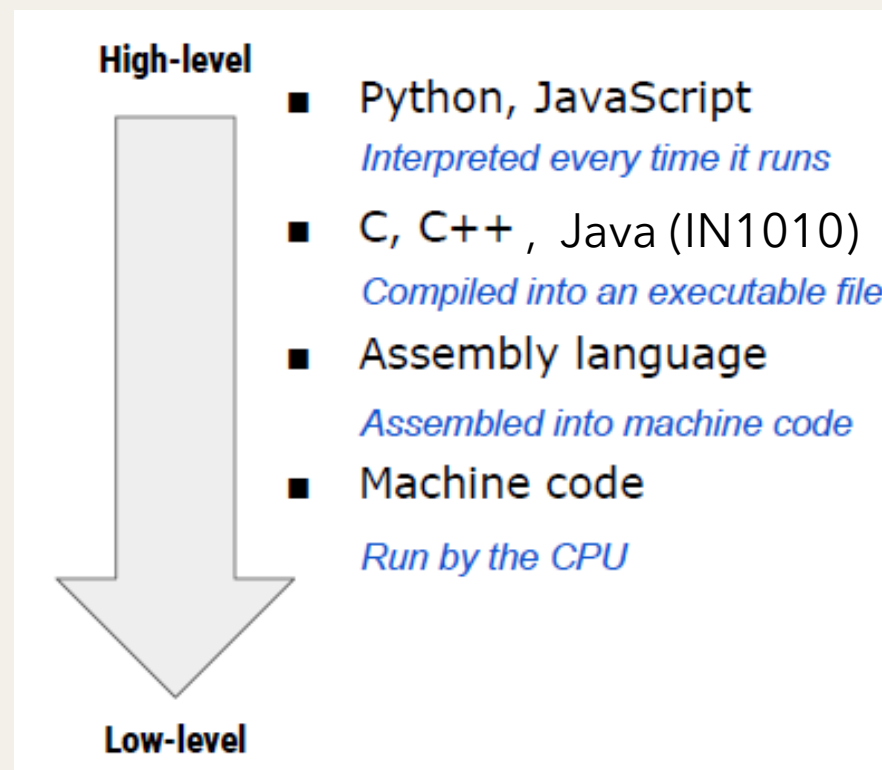 High-level
■ Python, JavaScript
Interpreted every time it runs
■ C, C++ , Java (IN1010)
Compiled into an executable file
■ Assembly language
Assembled into machine code
■ Machine code
Run by the CPU
Low-level